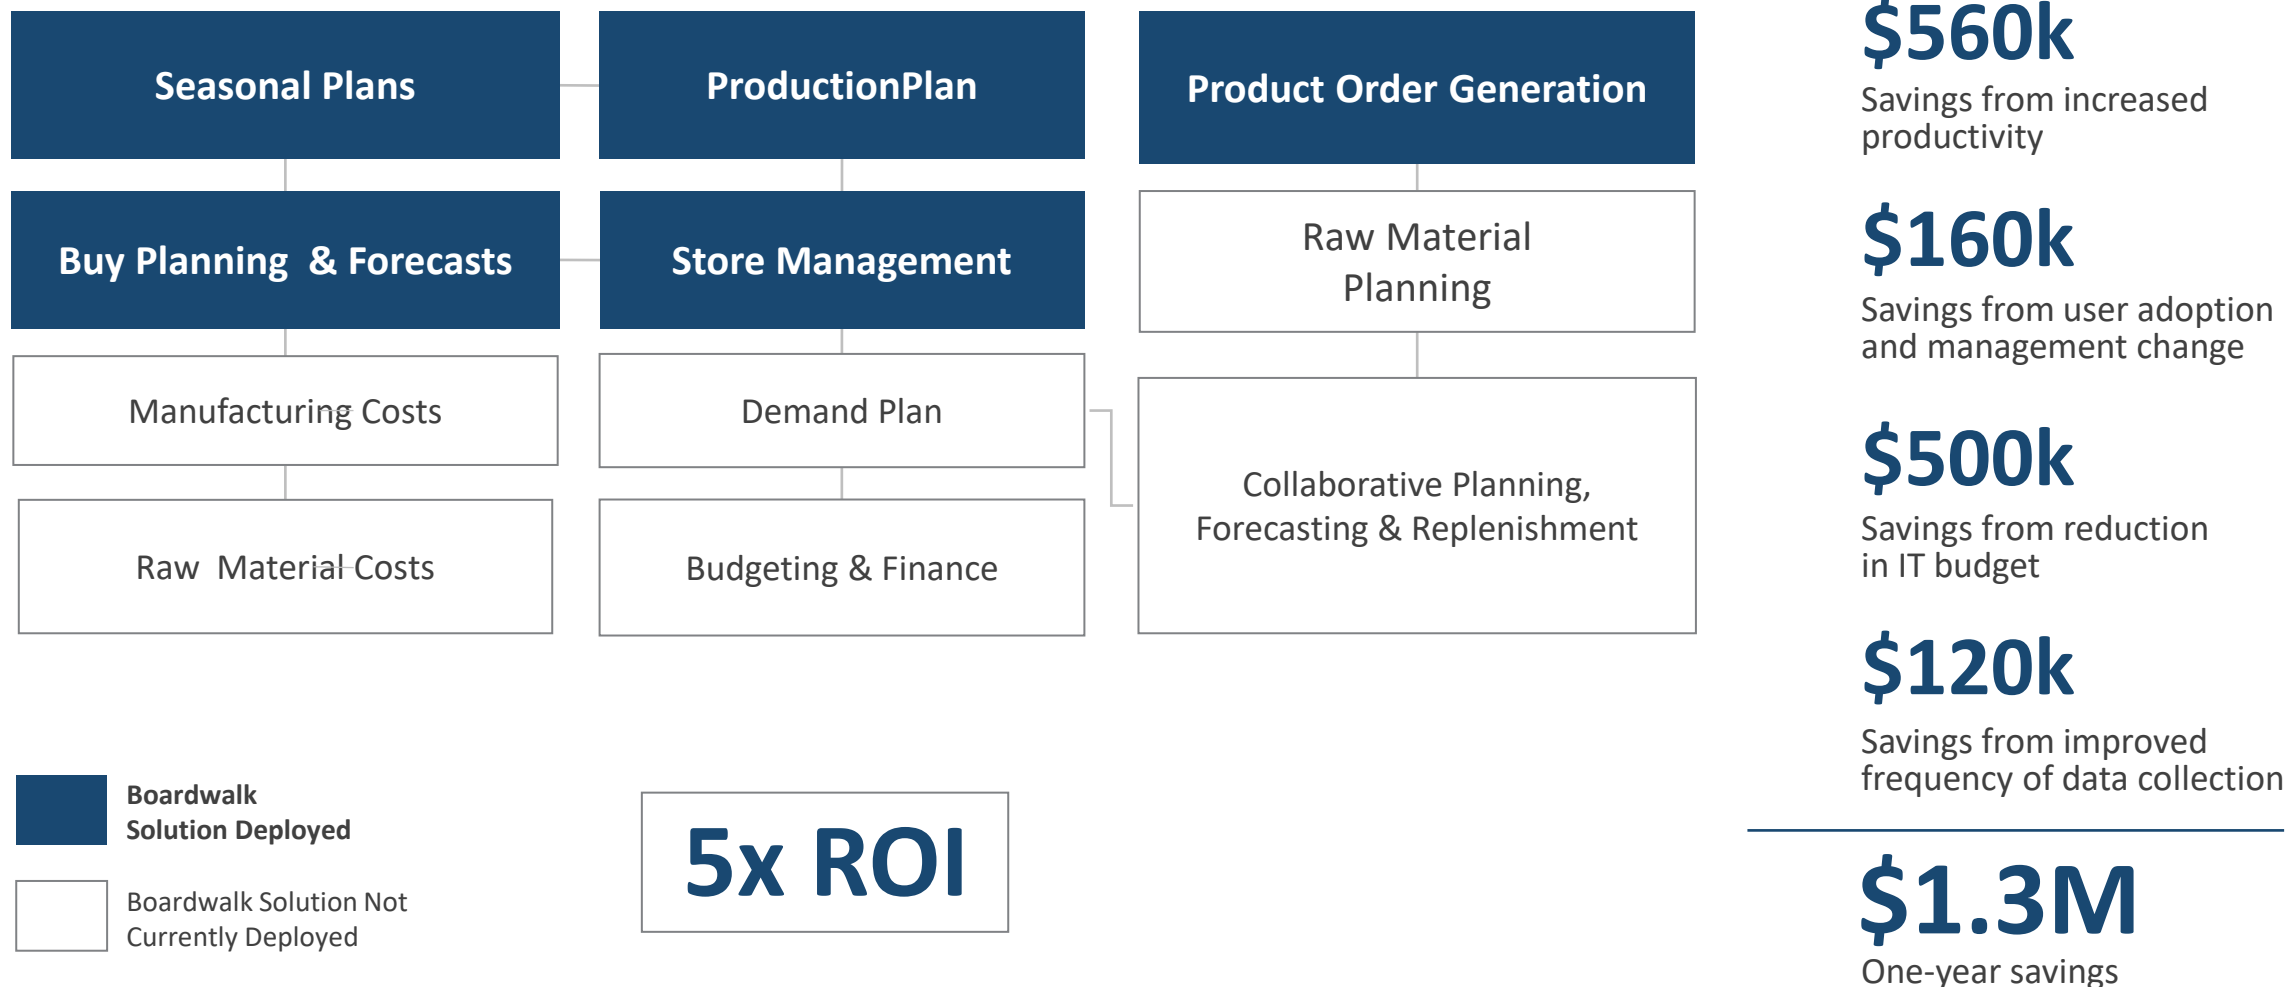 Seasonal Plans
ProductionPlan
Product Order Generation
Buy Planning  & Forecasts
Store Management
Raw Material
Planning
Manufacturing Costs
Demand Plan
Collaborative Planning,
Forecasting & Replenishment
Raw  Material Costs
Budgeting & Finance
Boardwalk
Solution Deployed
Boardwalk Solution Not
Currently Deployed
5x ROI
$560k
Savings from increased
productivity
$160k
Savings from user adoption
and management change
$500k
Savings from reduction
in IT budget
$120k
Savings from improved
frequency of data collection
$1.3M
One-year savings